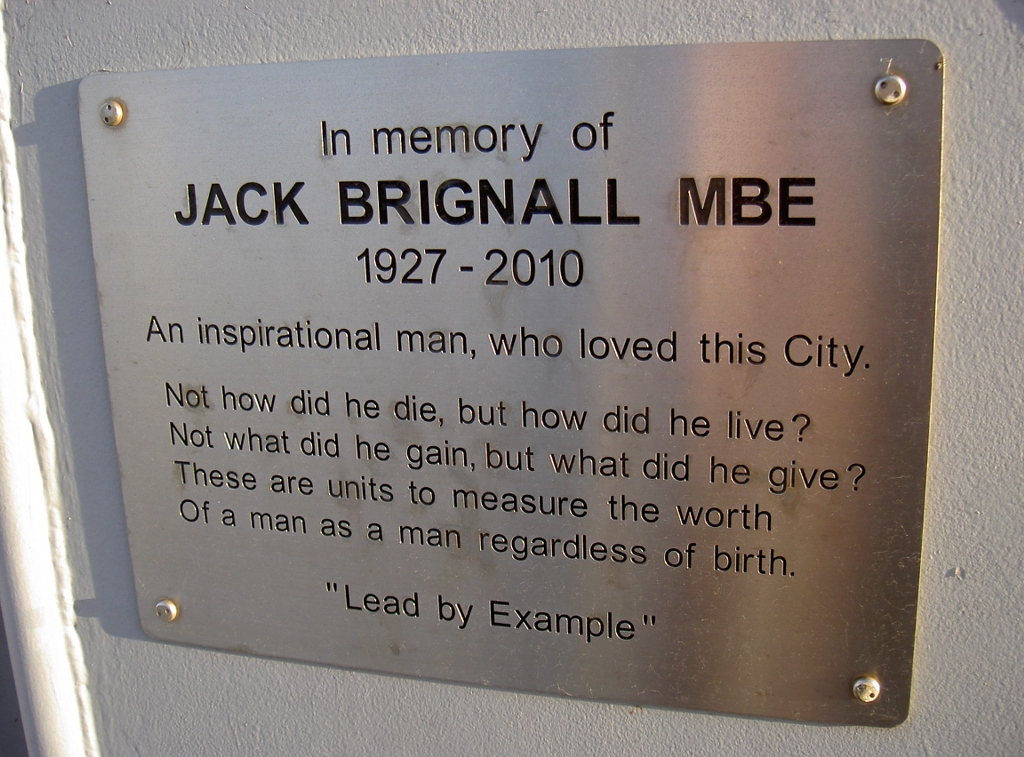 In memory of
JACK BRIGNALL MBE
1927 - 2010
An inspirational man, who loved this City.
Not how did he die, but how did he live?
Not what did he gain, but what did he give?
These are units to measure the worth
Of a man as a man regardless of birth.
"Lead by Example"